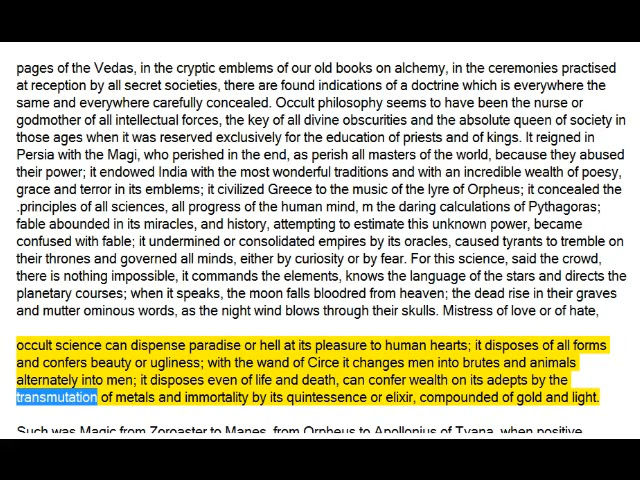 pages of the Vedas, in the cryptic emblems of our old books on alchemy, in the ceremonies practised
at reception by all secret societies, there are found indications of a doctrine which is everywhere the
same and everywhere carefully concealed. Occult philosophy seems to have been the nurse or
godmother of all intellectual forces, the key of all divine obscurities and the absolute queen of society in
those ages when it was reserved exclusively for the education of priests and of kings. It reigned in
Persia with the Magi, who perished in the end, as perish all masters of the world, because they abused
their power; it endowed India with the most wonderful traditions and with an incredible wealth of poesy,
grace and terror in its emblems; it civilized Greece to the music of the lyre of Orpheus; it concealed the
.principles of all sciences, all progress of the human mind, m the daring calculations of Pythagoras;
fable abounded in its miracles, and history, attempting to estimate this unknown power, became
confused with fable; it undermined or consolidated empires by its oracles, caused tyrants to tremble on
their thrones and governed all minds, either by curiosity or by fear. For this science, said the crowd,
there is nothing impossible, it commands the elements, knows the language of the stars and directs the
planetary courses; when it speaks, the moon falls bloodred from heaven; the dead rise in their graves
and mutter ominous words, as the night wind blows through their skulls. Mistress of love or of hate,
occult science can dispense paradise or hell at its pleasure to human hearts; it disposes of all forms
and confers beauty or ugliness; with the wand of Circe it changes men into brutes and animals
alternately into men; it disposes even of life and death, can confer wealth on its adepts by the
transmutation of metals and immortality by its quintessence or elixir, compounded of gold and light.
Such was Magic from Zoroaster to Manes, from Orpheus to Apollonius of Tyana, when positive